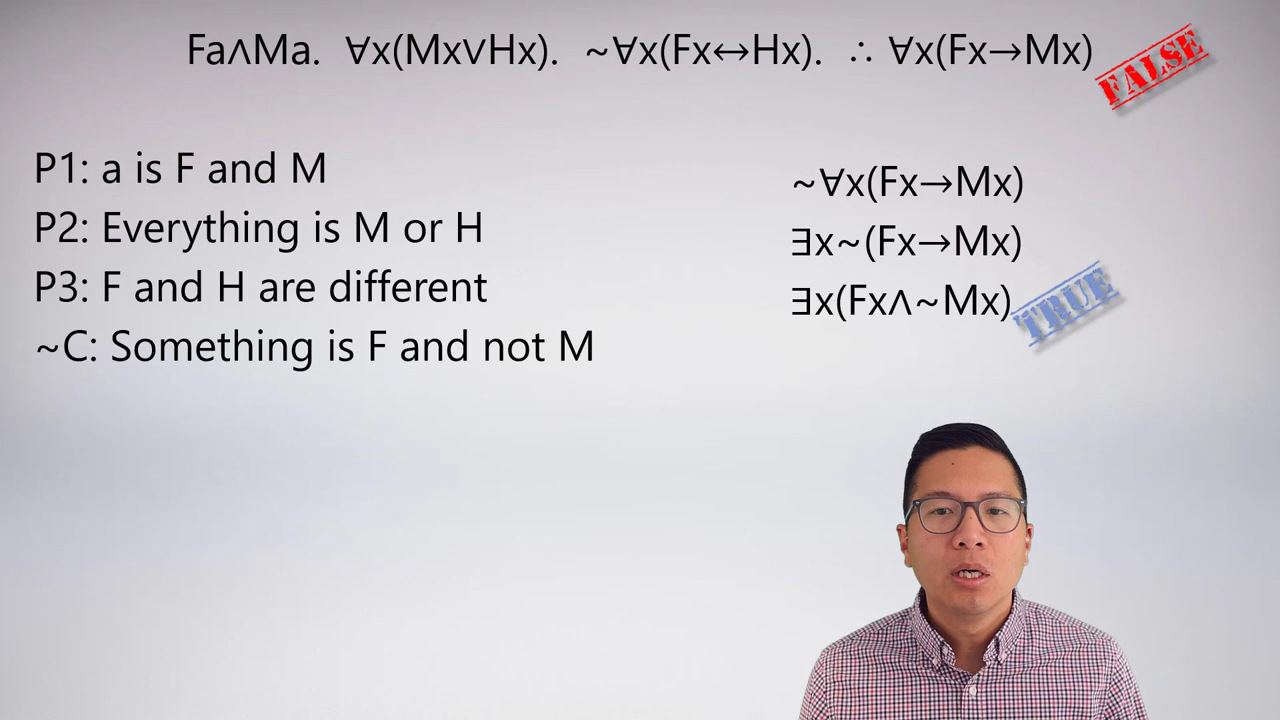 Fa∧Ma. ∀x(Mx∨Hx). ~∀x(Fx↔Hx). ∴ ∀x(Fx→Mx)
FALSE
P1: a is F and M
P2: Everything is M or H
P3: F and H are different
~C: Something is F and not M
~∀x(Fx→Mx)
∃x~(Fx→Mx)
∃x(Fx∧~Mx)
TRUE